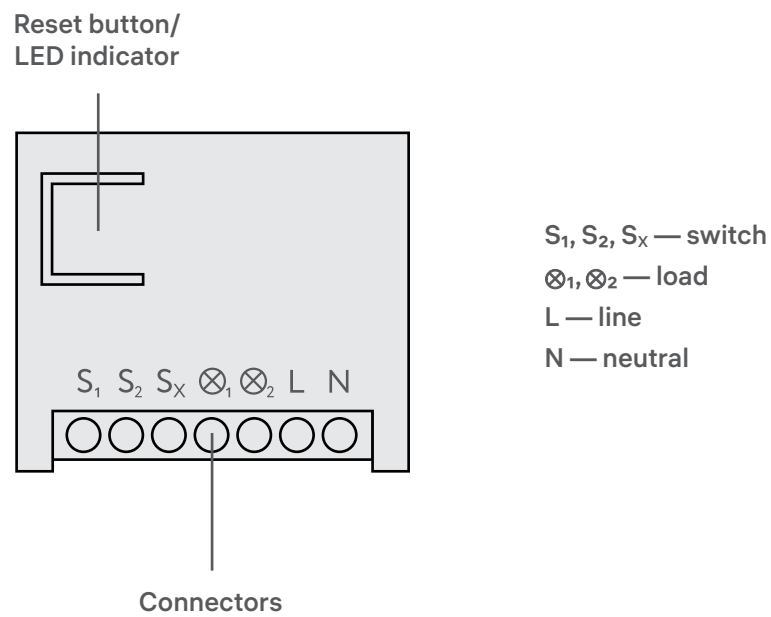 Reset button/
LED indicator
S₁, S₂, Sₓ — switch
⊗₁, ⊗₂ — load
L — line
N — neutral
S₁ S₂ Sₓ ⊗₁ ⊗₂ L N
Connectors